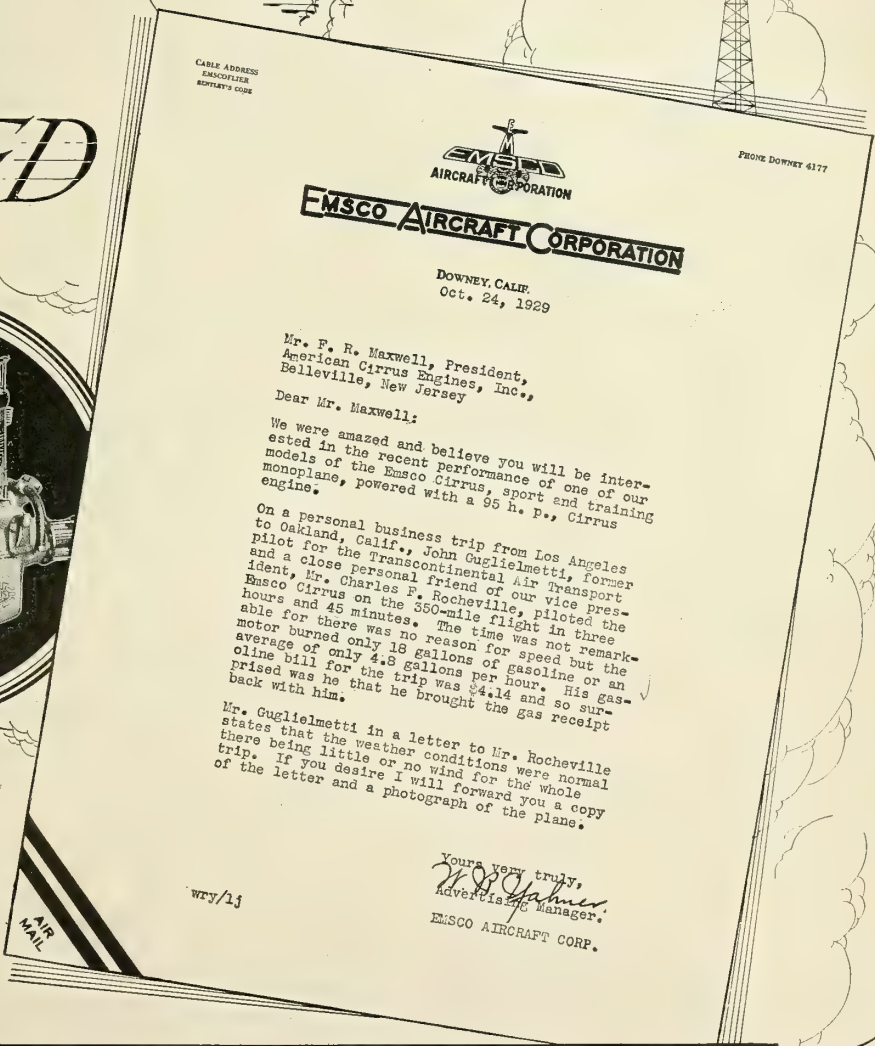 ED
CABLE ADDRESS
EMSCOFLIER
BENTLEY'S CODE
EMSCO
AIRCRAFT CORPORATION
PHONE DOWNEY 4177
EMSCO AIRCRAFT CORPORATION
DOWNEY, CALIF.
Oct. 24, 1929
Mr. F. R. Maxwell, President,
American Cirrus Engines, Inc.,
Belleville, New Jersey
Dear Mr. Maxwell:
We were amazed and believe you will be inter-
ested in the recent performance of one of our
models of the Emsco Cirrus, sport and training
monoplane, powered with a 95 h. p., Cirrus
engine.
On a personal business trip from Los Angeles
to Oakland, Calif., John Guglielmetti, former
pilot for the Transcontinental Air Transport
and a close personal friend of our vice pres-
ident, Mr. Charles F. Rocheville, piloted the
Emsco Cirrus on the 350-mile flight in three
hours and 45 minutes. The time was not remark-
able for there was no reason for speed but the
motor burned only 18 gallons of gasoline or an
average of only 4.8 gallons per hour. His gas-
oline bill for the trip was $4.14 and so sur-
prised was he that he brought the gas receipt
back with him.
Mr. Guglielmetti in a letter to Mr. Rocheville
states that the weather conditions were normal
there being little or no wind for the whole
trip. If you desire I will forward you a copy
of the letter and a photograph of the plane.
Yours very truly,
W. R. Yahner
Advertising Manager.
EMSCO AIRCRAFT CORP.
wry/lj
AIR
MAIL